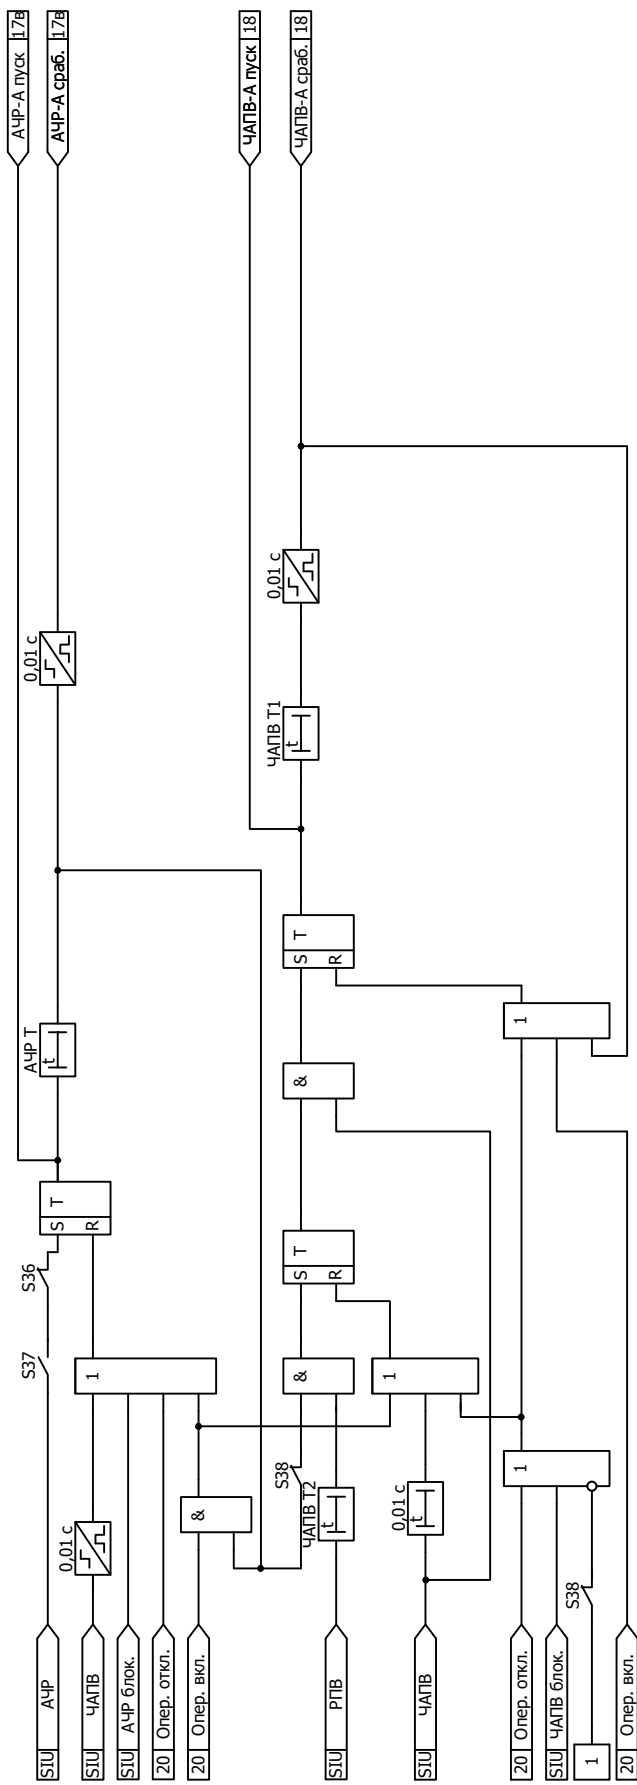 АЧР-А пуск 17в
АЧР-А сраб. 17в
ЧАПВ-А пуск 18
ЧАПВ-А сраб. 18
0,01 с
0,01 с
ЧАПВ Т1
t
АЧР Т
t
S T
R
S T
R
&
1
S T
R
S36
S37
1
&
1
S38
&
ЧАПВ Т2
t
0,01 с
t
1
0,01 с
S38
SIU АЧР
SIU ЧАПВ
SIU АЧР блок.
20 Опер. откл.
20 Опер. вкл.
SIU РПВ
SIU ЧАПВ
20 Опер. откл.
SIU ЧАПВ блок.
1
20 Опер. вкл.